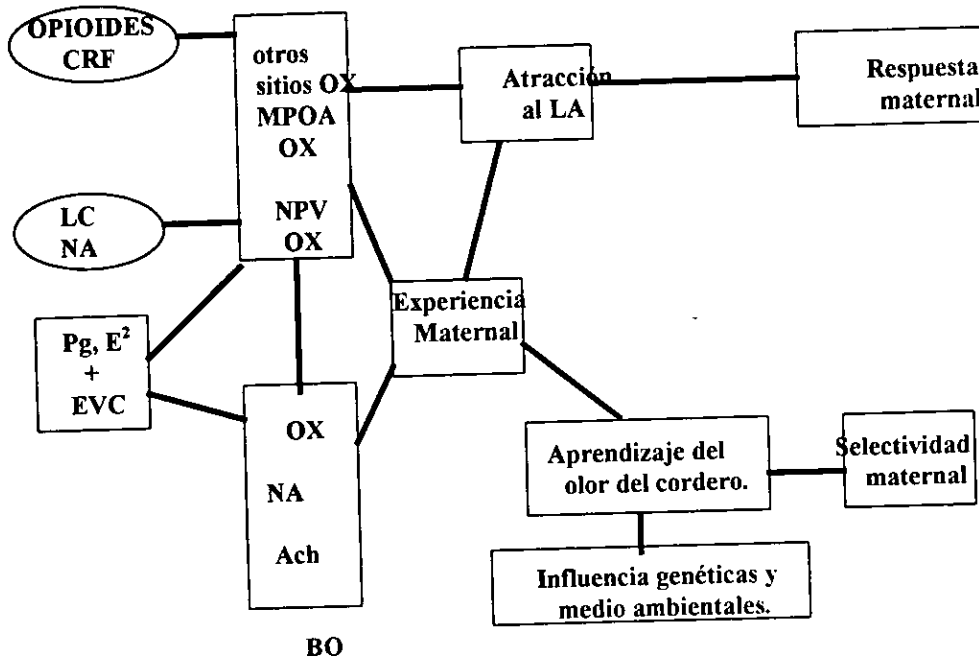 OPIOIDES
CRF
otros
sitios OX
MPOA
OX
NPV
OX
Atracción
al LA
Respuesta
maternal
LC
NA
Pg, E²
+
EVC
Experiencia
Maternal
OX
NA
Ach
BO
Aprendizaje del
olor del cordero.
Selectividad
maternal
Influencia genéticas y
medio ambientales.